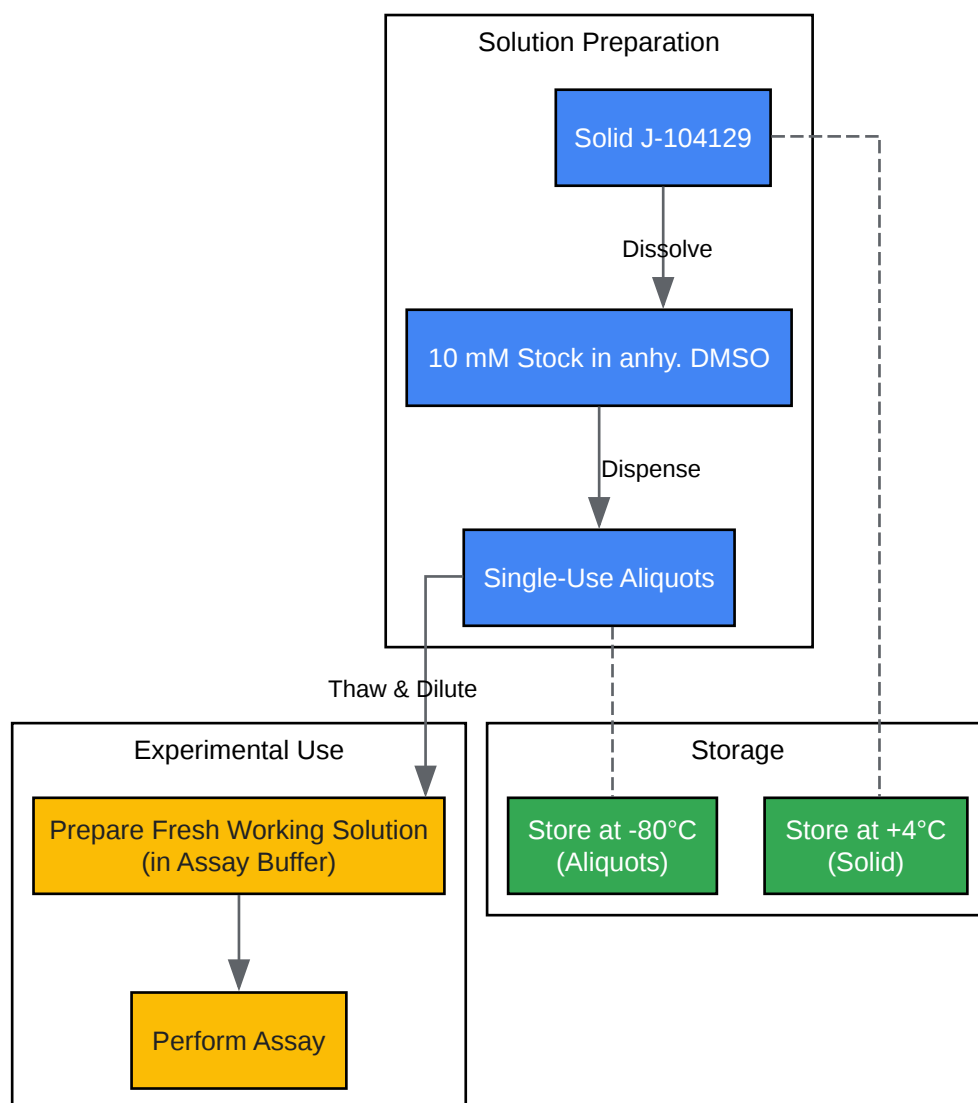 Solution Preparation
Solid J-104129
Dissolve
10 mM Stock in anhy. DMSO
Dispense
Single-Use Aliquots
Thaw & Dilute
Experimental Use
Prepare Fresh Working Solution
(in Assay Buffer)
Perform Assay
Storage
Store at -80°C
(Aliquots)
Store at +4°C
(Solid)